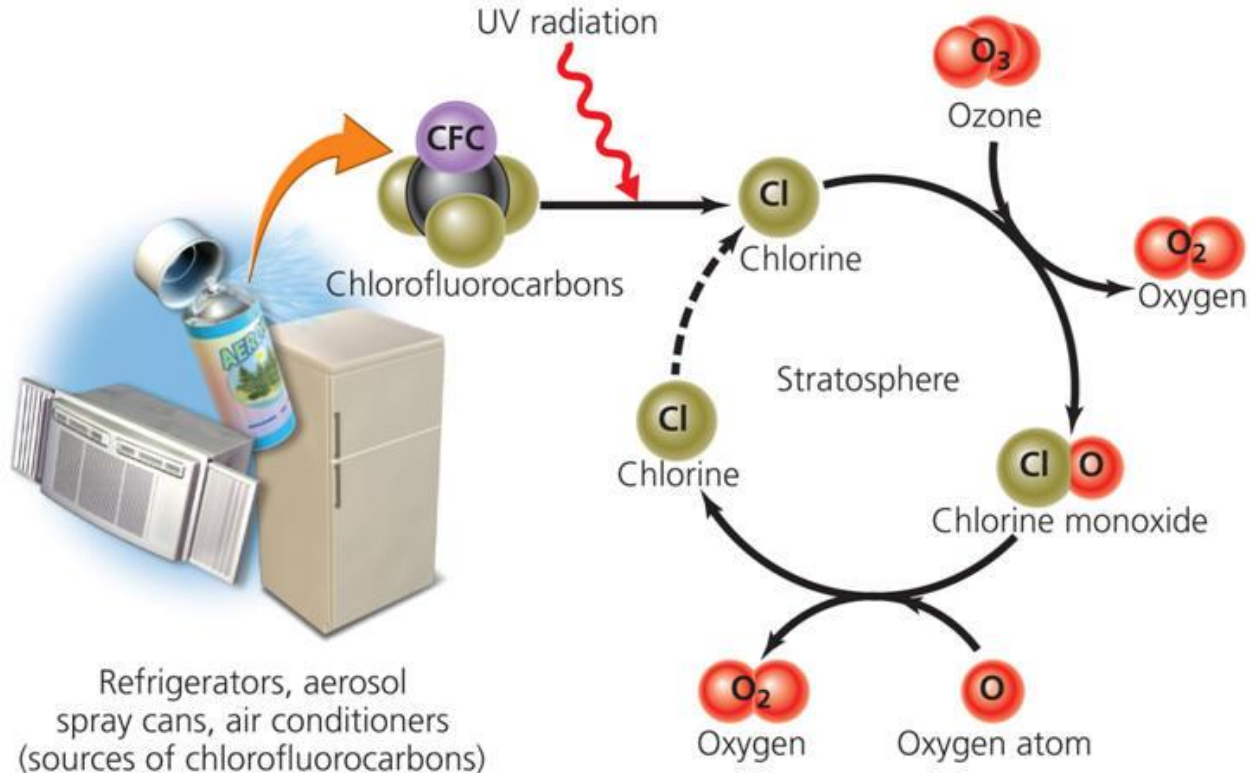 UV radiation
O3
Ozone
CFC
Cl
Chlorine
O2
Oxygen
Chlorofluorocarbons
Stratosphere
Cl
Chlorine
Cl O
Chlorine monoxide
O2
Oxygen
O
Oxygen atom
Refrigerators, aerosol
spray cans, air conditioners
(sources of chlorofluorocarbons)